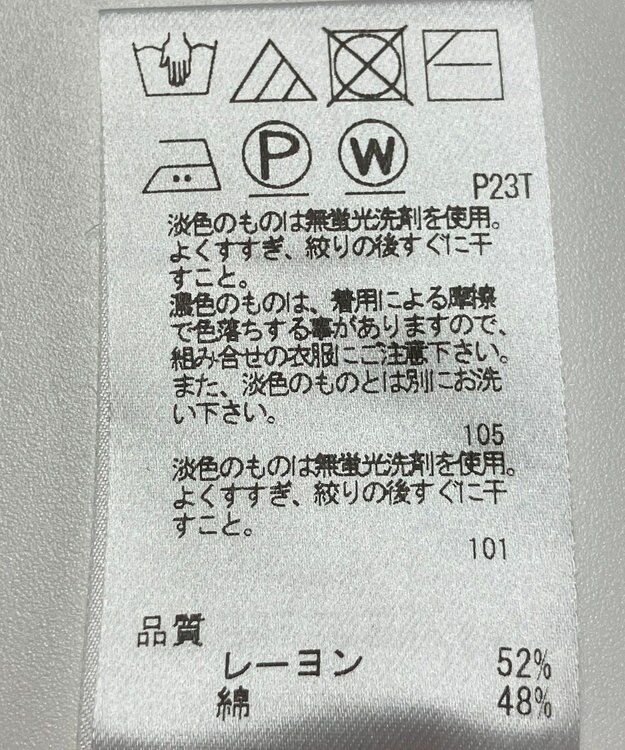 P W
P23T
淡色のものは無蛍光洗剤を使用。
よくすすぎ、絞りの後すぐに干
すこと。
濃色のものは、着用による摩擦
で色落ちする事がありますので、
組み合せの衣服にご注意下さい。
また、淡色のものとは別にお洗
い下さい。
105
淡色のものは無蛍光洗剤を使用。
よくすすぎ、絞りの後すぐに干
すこと。
101
品質
レーヨン 52%
綿 48%